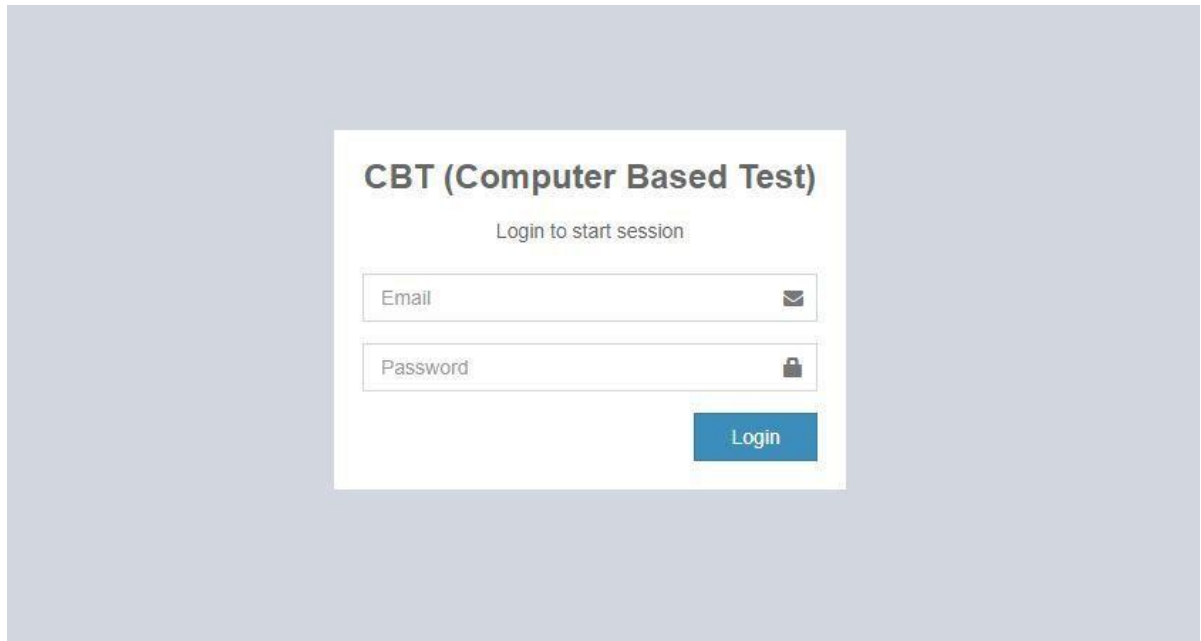 CBT (Computer Based Test)
Login to start session
Email
Password
Login